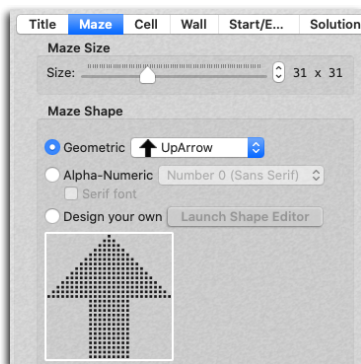 Title Maze Cell Wall Start/E... Solution
Maze Size
Size: 31 x 31
Maze Shape
Geometric UpArrow
Alpha-Numeric Number 0 (Sans Serif)
Serif font
Design your own Launch Shape Editor